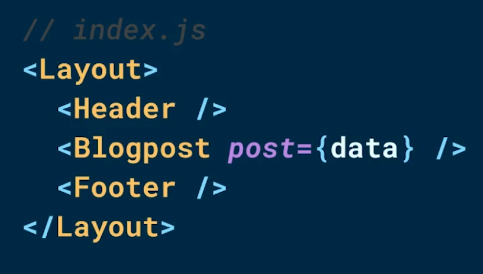 // index.js
<Layout>
  <Header />
  <Blogpost post={data} />
  <Footer />
</Layout>